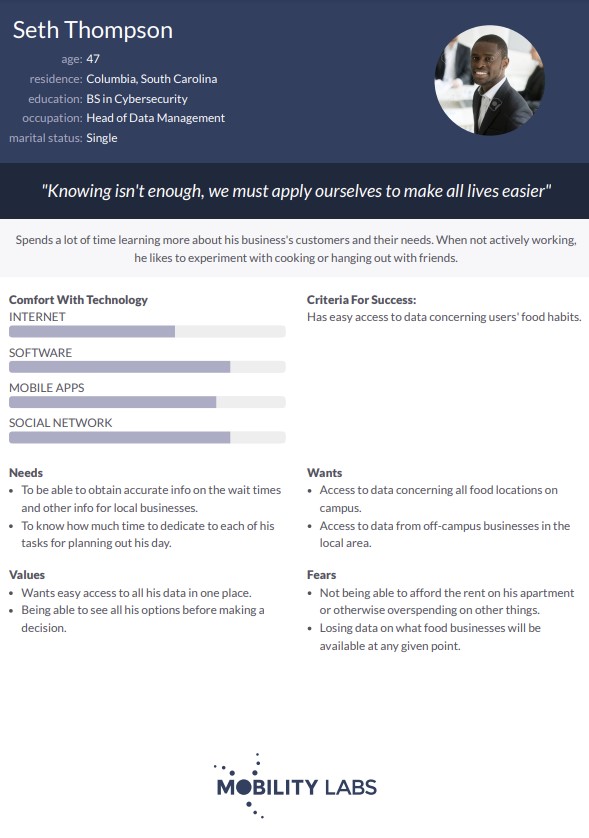 Seth Thompson
age: 47
residence: Columbia, South Carolina
education: BS in Cybersecurity
occupation: Head of Data Management
marital status: Single
"Knowing isn't enough, we must apply ourselves to make all lives easier"
Spends a lot of time learning more about his business's customers and their needs. When not actively working,
he likes to experiment with cooking or hanging out with friends.
Comfort With Technology
INTERNET
SOFTWARE
MOBILE APPS
SOCIAL NETWORK
Criteria For Success:
Has easy access to data concerning users' food habits.
Needs
• To be able to obtain accurate info on the wait times
and other info for local businesses.
• To know how much time to dedicate to each of his
tasks for planning out his day.
Wants
• Access to data concerning all food locations on
campus.
• Access to data from off-campus businesses in the
local area.
Values
• Wants easy access to all his data in one place.
• Being able to see all his options before making a
decision.
Fears
• Not being able to afford the rent on his apartment
or otherwise overspending on other things.
• Losing data on what food businesses will be
available at any given point.
MOBILITY LABS